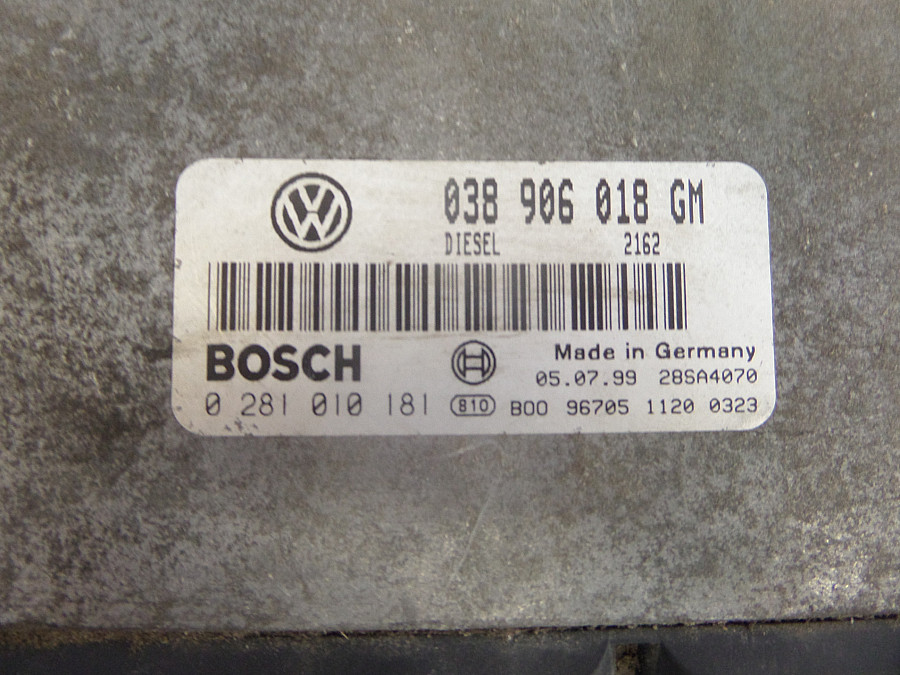 038 906 018 GM
DIESEL 2162
BOSCH
Made in Germany
05.07.99 28SA4070
0 281 010 181 810 B00 96705 1120 0323